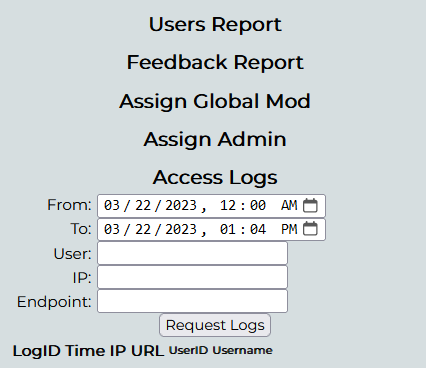 Users Report
Feedback Report
Assign Global Mod
Assign Admin
Access Logs
From: 03/22/2023, 12:00 AM
To: 03/22/2023, 01:04 PM
User:
IP:
Endpoint:
Request Logs
LogID Time IP URL UserID Username